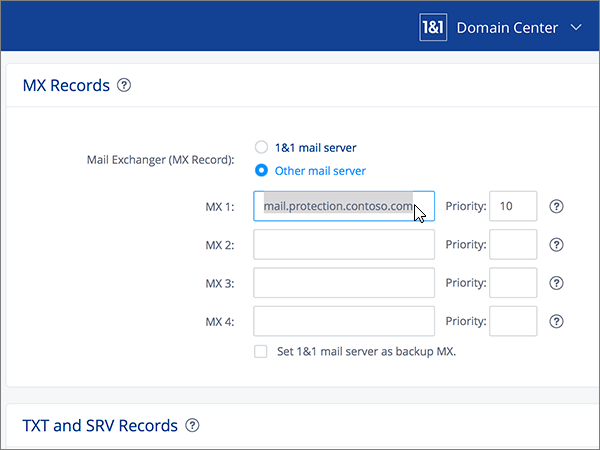 1&1 Domain Center
MX Records ?
Mail Exchanger (MX Record):
1&1 mail server
Other mail server
MX 1: mail.protection.contoso.com Priority: 10 ?
MX 2: Priority: ?
MX 3: Priority: ?
MX 4: Priority: ?
Set 1&1 mail server as backup MX.
TXT and SRV Records ?